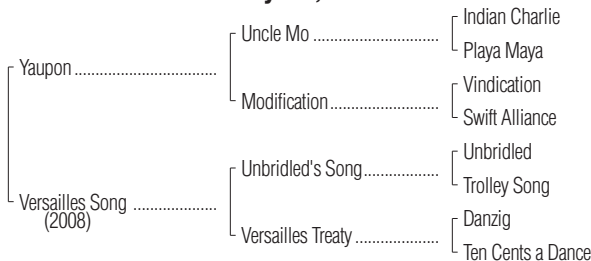 Indian Charlie
Uncle Mo ..............................
Playa Maya
Yaupon ..................................
Vindication
Modification..........................
Swift Alliance
Unbridled
Unbridled's Song..................
Trolley Song
Versailles Song ....................
(2008)
Danzig
Versailles Treaty ....................
Ten Cents a Dance